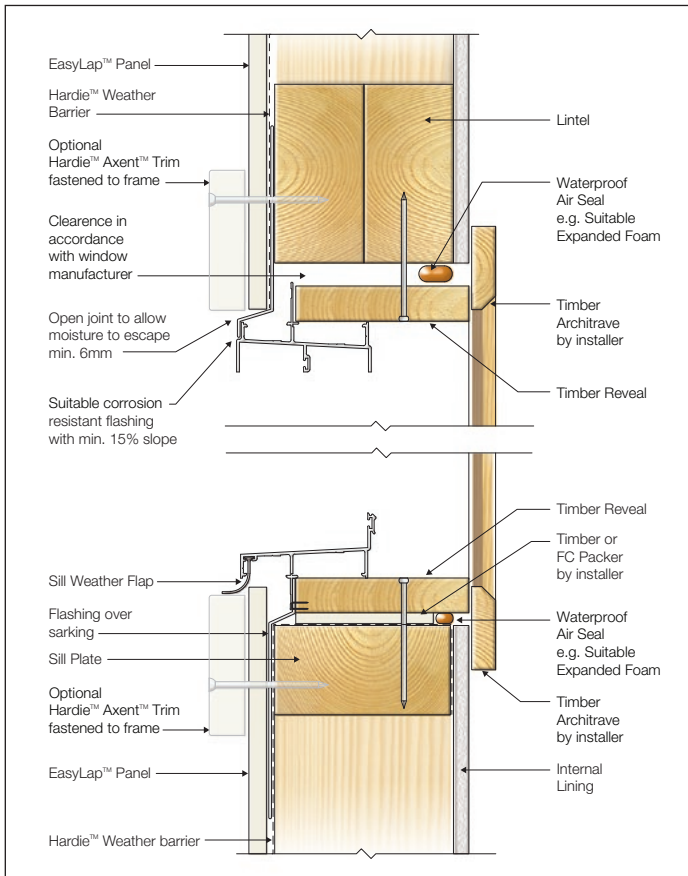 EasyLap™ Panel
Hardie™ Weather
Barrier
Optional
Hardie™ Axent™ Trim
fastened to frame
Clearence in
accordance
with window
manufacturer
Open joint to allow
moisture to escape
min. 6mm
Suitable corrosion
resistant flashing
with min. 15% slope
Lintel
Waterproof
Air Seal
e.g. Suitable
Expanded Foam
Timber
Architrave
by installer
Timber Reveal
Sill Weather Flap
Flashing over
sarking
Sill Plate
Optional
Hardie™ Axent™ Trim
fastened to frame
EasyLap™ Panel
Hardie™ Weather barrier
Timber Reveal
Timber or
FC Packer
by installer
Waterproof
Air Seal
e.g. Suitable
Expanded Foam
Timber
Architrave
by installer
Internal
Lining